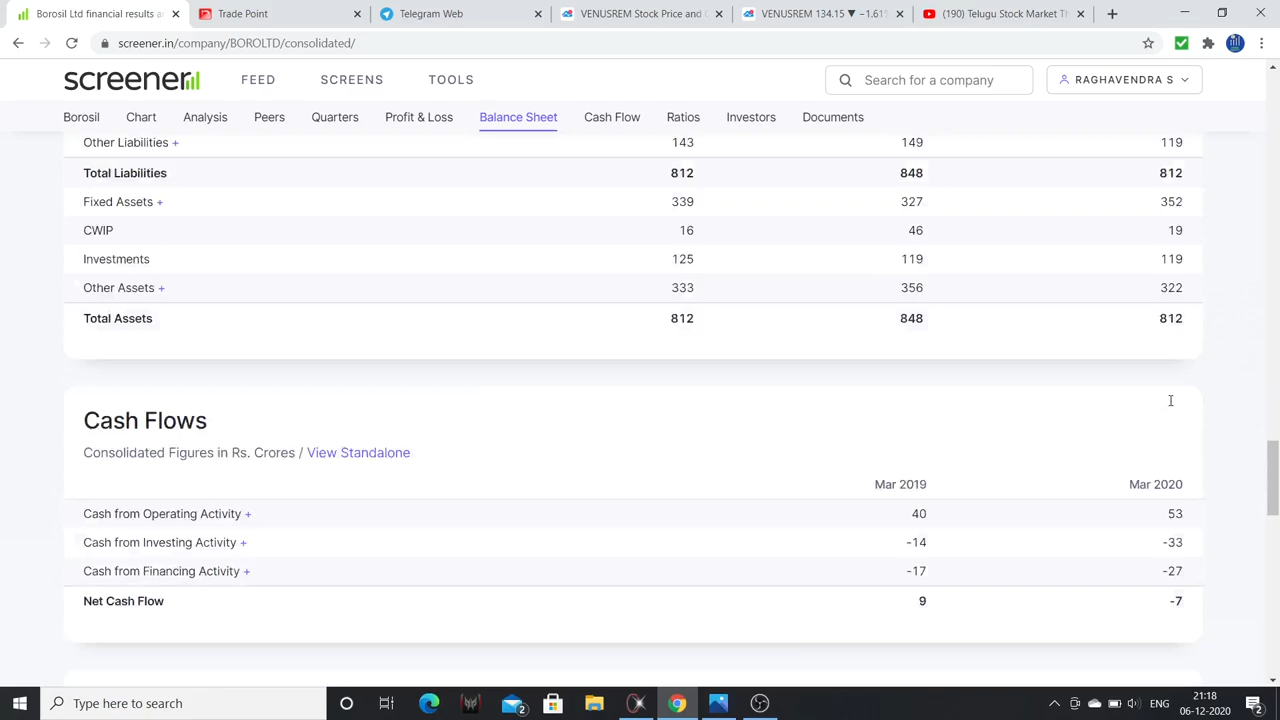 Borosil Ltd financial results a
Trade Point
Telegram Web
VENUSREM Stock Price and
VENUSREM 134.15 ▼ −1.61
(190) Telugu Stock Market Th
screener.in/company/BOROLTD/consolidated/
screener
FEED
SCREENS
TOOLS
Search for a company
RAGHAVENDRA S
Borosil
Chart
Analysis
Peers
Quarters
Profit & Loss
Balance Sheet
Cash Flow
Ratios
Investors
Documents
Other Liabilities + 143 149 119
Total Liabilities 812 848 812
Fixed Assets + 339 327 352
CWIP 16 46 19
Investments 125 119 119
Other Assets + 333 356 322
Total Assets 812 848 812
Cash Flows
Consolidated Figures in Rs. Crores / View Standalone
Mar 2019 Mar 2020
Cash from Operating Activity + 40 53
Cash from Investing Activity + -14 -33
Cash from Financing Activity + -17 -27
Net Cash Flow 9 -7
Type here to search
2
ENG
21:18
06-12-2020
2